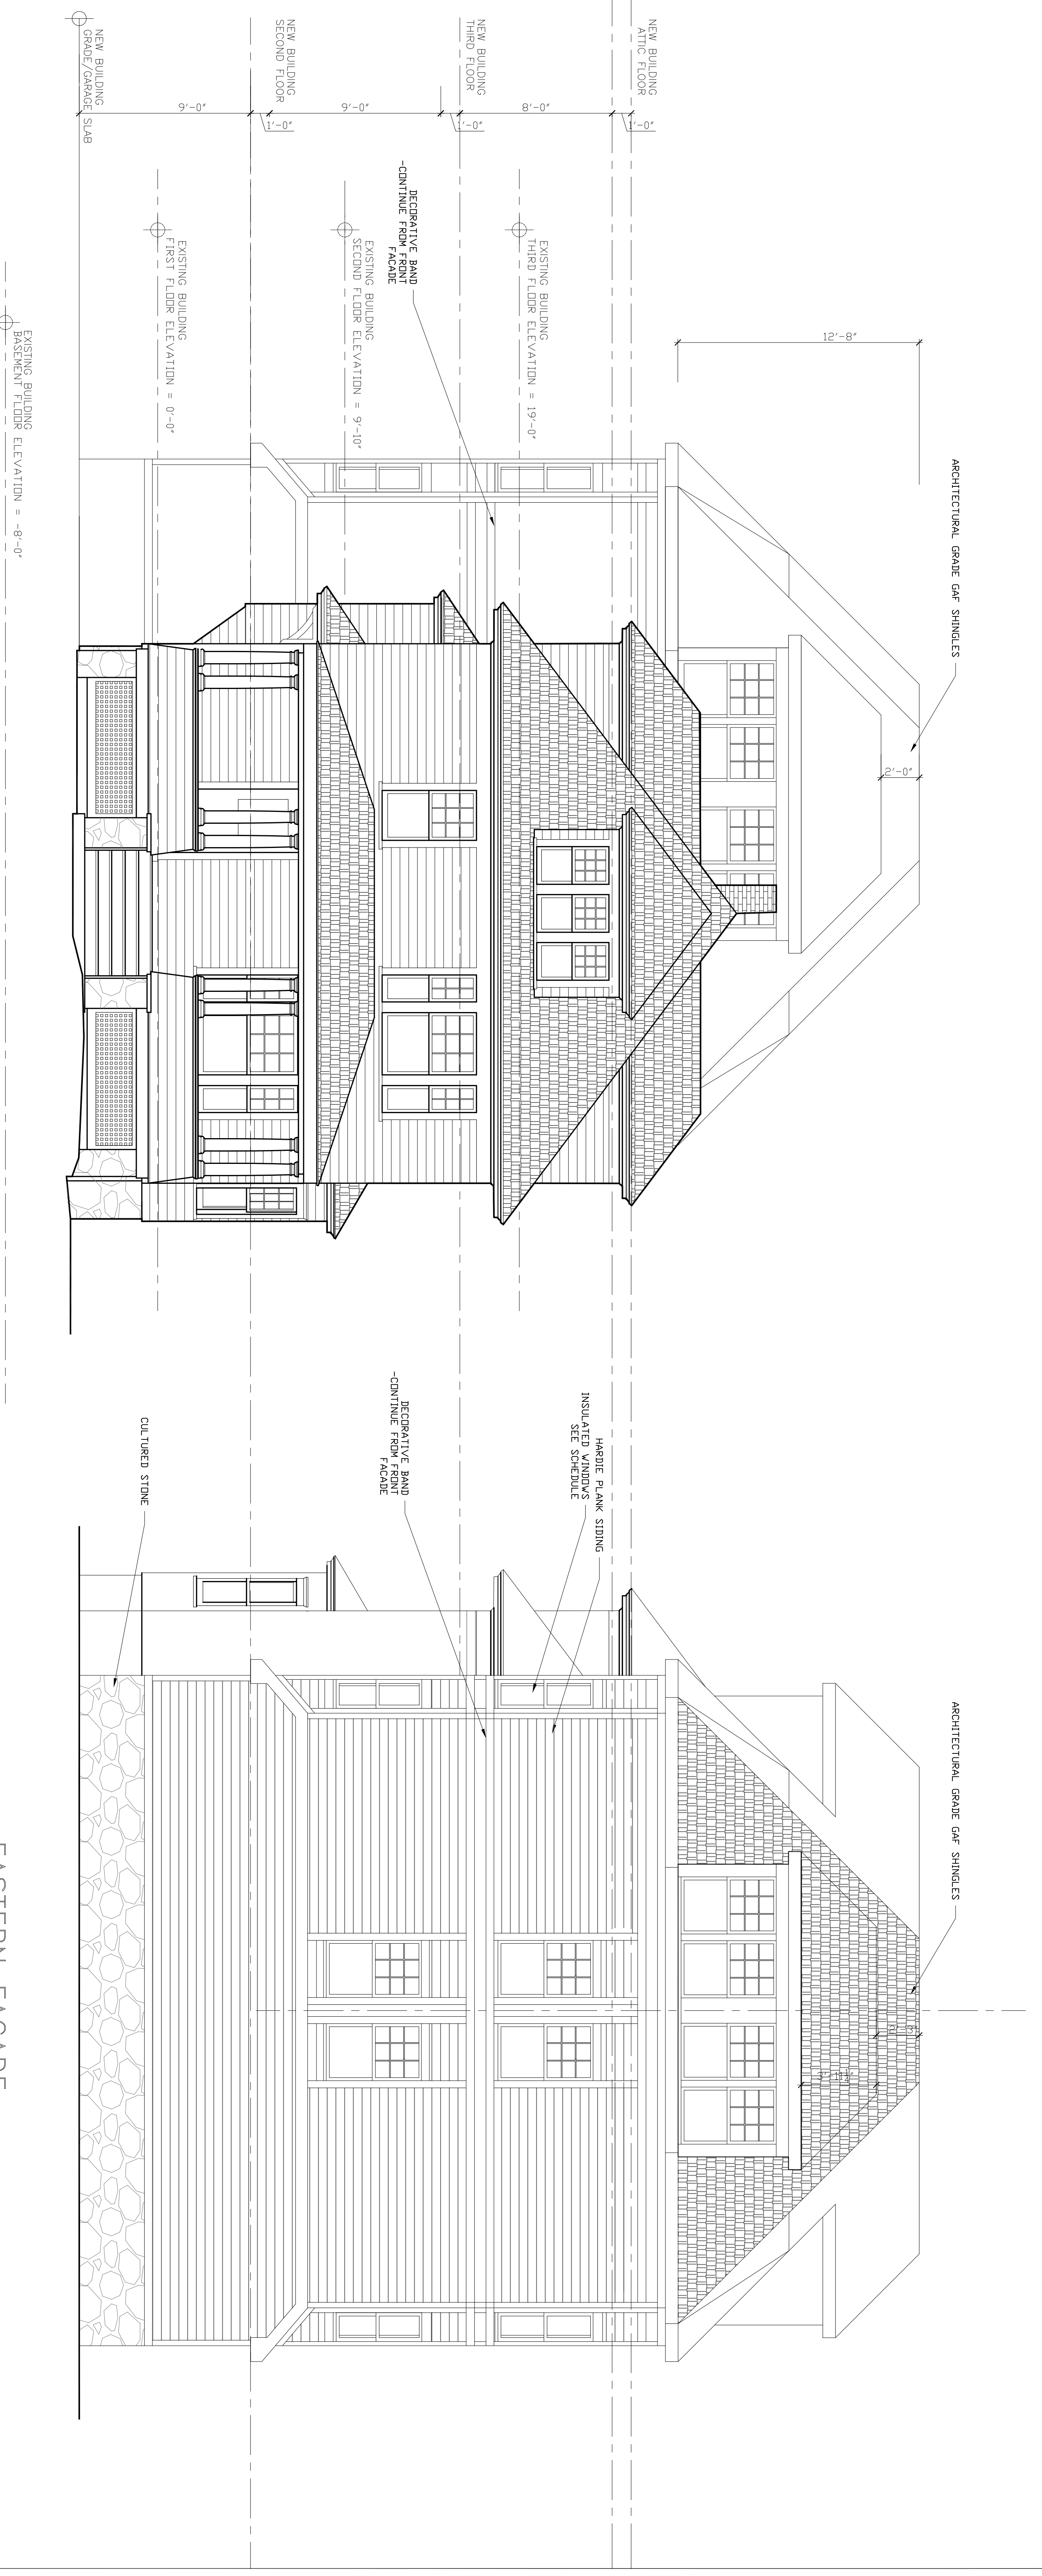 NEW BUILDING
ATTIC FLOOR
NEW BUILDING
THIRD FLOOR
NEW BUILDING
SECOND FLOOR
NEW BUILDING
GRADE/GARAGE SLAB
1'-0"
8'-0"
1'-0"
9'-0"
1'-0"
9'-0"
EXISTING BUILDING
THIRD FLOOR ELEVATION = 19'-0"
EXISTING BUILDING
SECOND FLOOR ELEVATION = 9'-10"
EXISTING BUILDING
FIRST FLOOR ELEVATION = 0'-0"
EXISTING BUILDING
BASEMENT FLOOR ELEVATION = -8'-0"
DECORATIVE BAND
-CONTINUE FROM FRONT
FACADE
12'-8"
ARCHITECTURAL GRADE GAF SHINGLES
2'-0"
HARDIE PLANK SIDING
INSULATED WINDOWS
SEE SCHEDULE
DECORATIVE BAND
-CONTINUE FROM FRONT
FACADE
CULTURED STONE
ARCHITECTURAL GRADE GAF SHINGLES
2'-3"
EASTERN FACADE